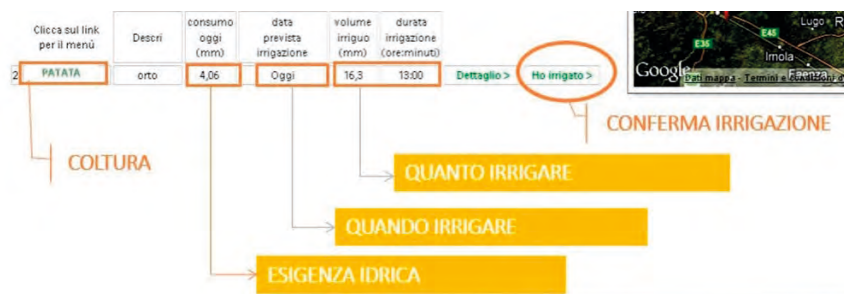 Clicca sul link
per il menù
Descri
consumo
oggi
(mm)
data
prevista
irrigazione
volume
irriguo
(mm)
durata
irrigazione
(ore:minuti)
2 PATATA orto 4,06 Oggi 16,3 13:00 Dettaglio > Ho irrigato >
Lugo
E45
E35
Imola
Faenza
Google
Dati mappa - Termini e condizioni d
CONFERMA IRRIGAZIONE
COLTURA
QUANTO IRRIGARE
QUANDO IRRIGARE
ESIGENZA IDRICA